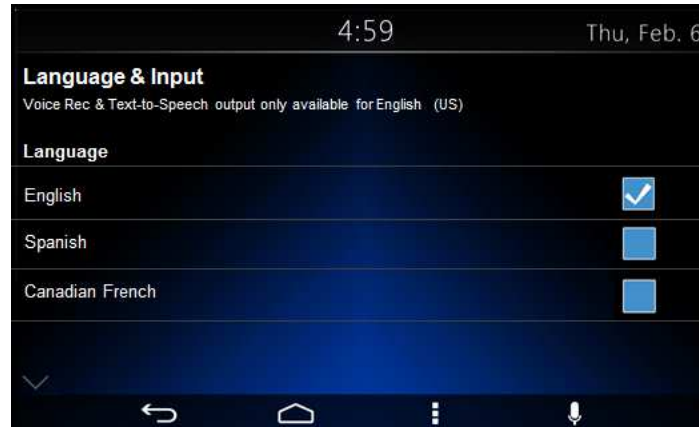 4:59 Thu, Feb. 6
Language & Input
Voice Rec & Text-to-Speech output only available for English (US)
Language
English
Spanish
Canadian French